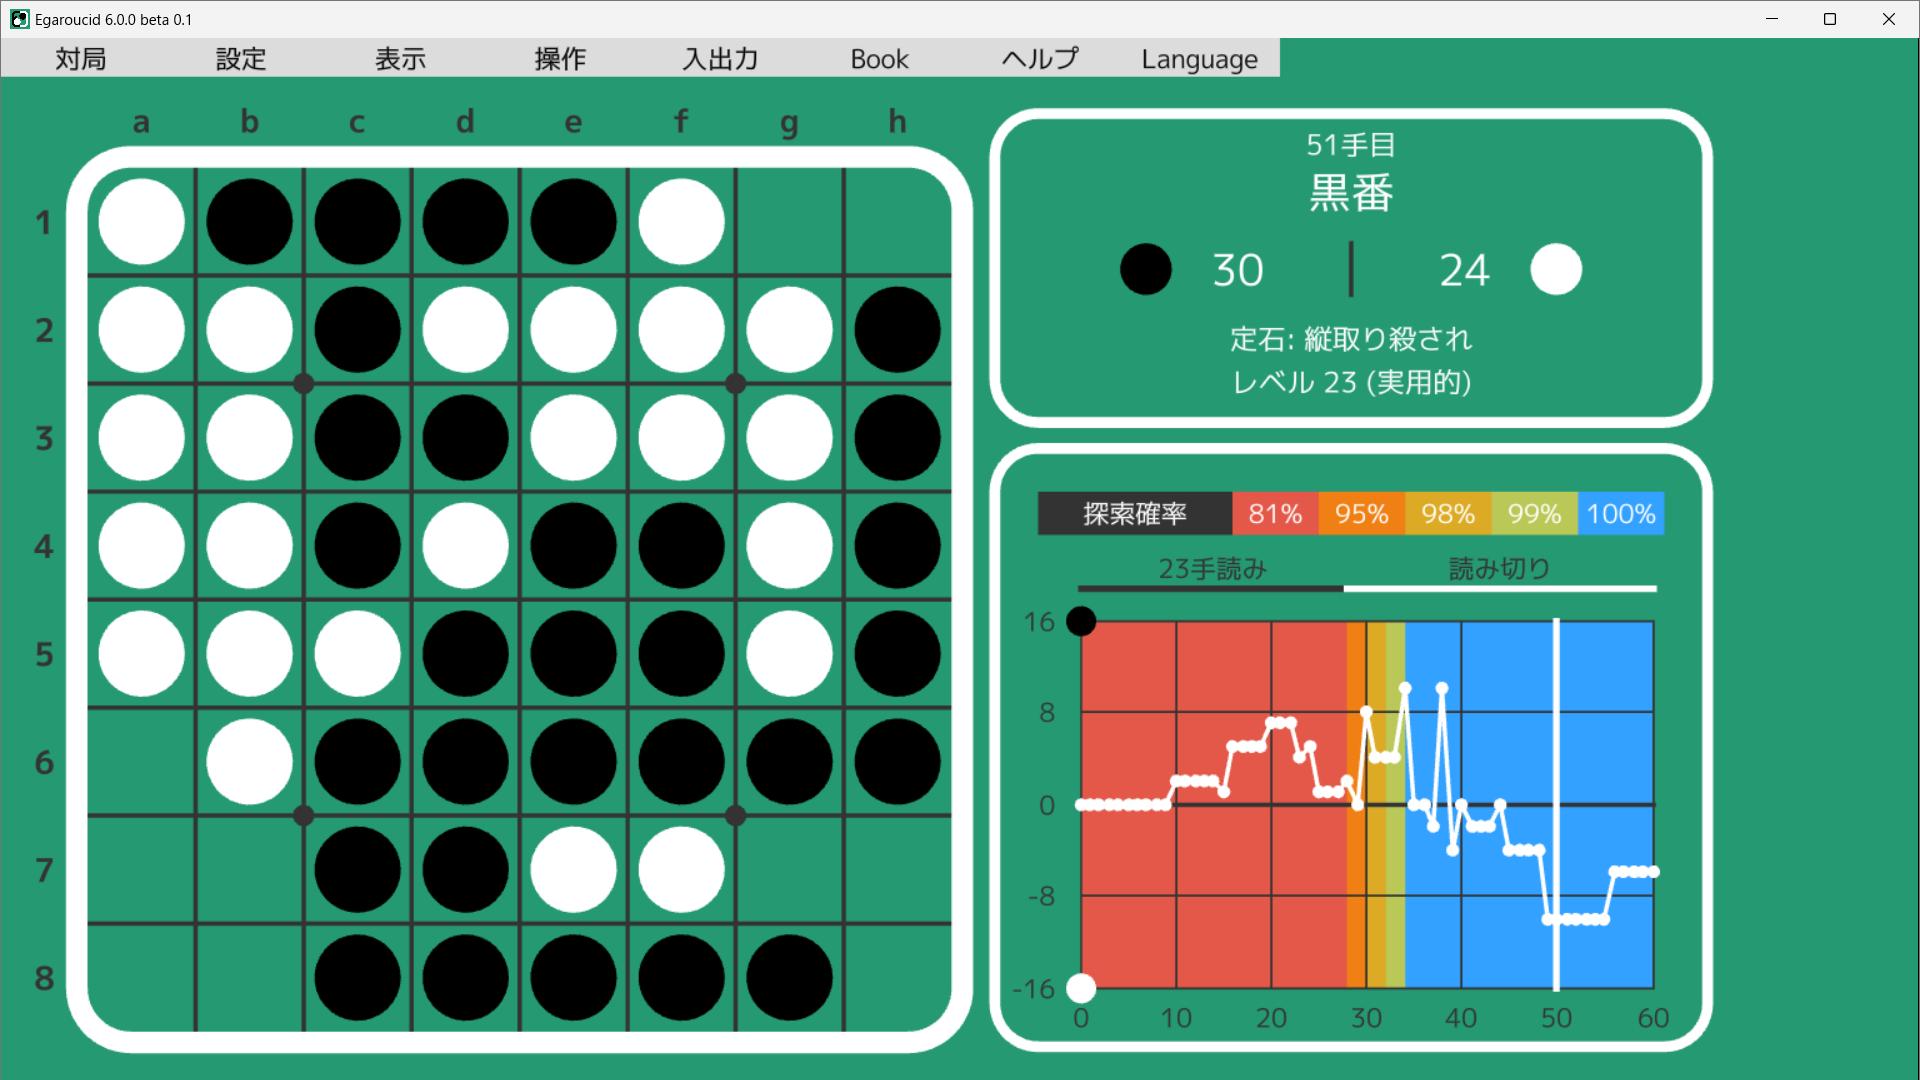 Egaroucid 6.0.0 beta 0.1
対局 設定 表示 操作 入出力 Book ヘルプ Language
a b c d e f g h
1
2
3
4
5
6
7
8
51手目
黒番
30 24
定石: 縦取り殺され
レベル 23 (実用的)
探索確率 81% 95% 98% 99% 100%
23手読み 読み切り
16
8
0
-8
-16
0 10 20 30 40 50 60